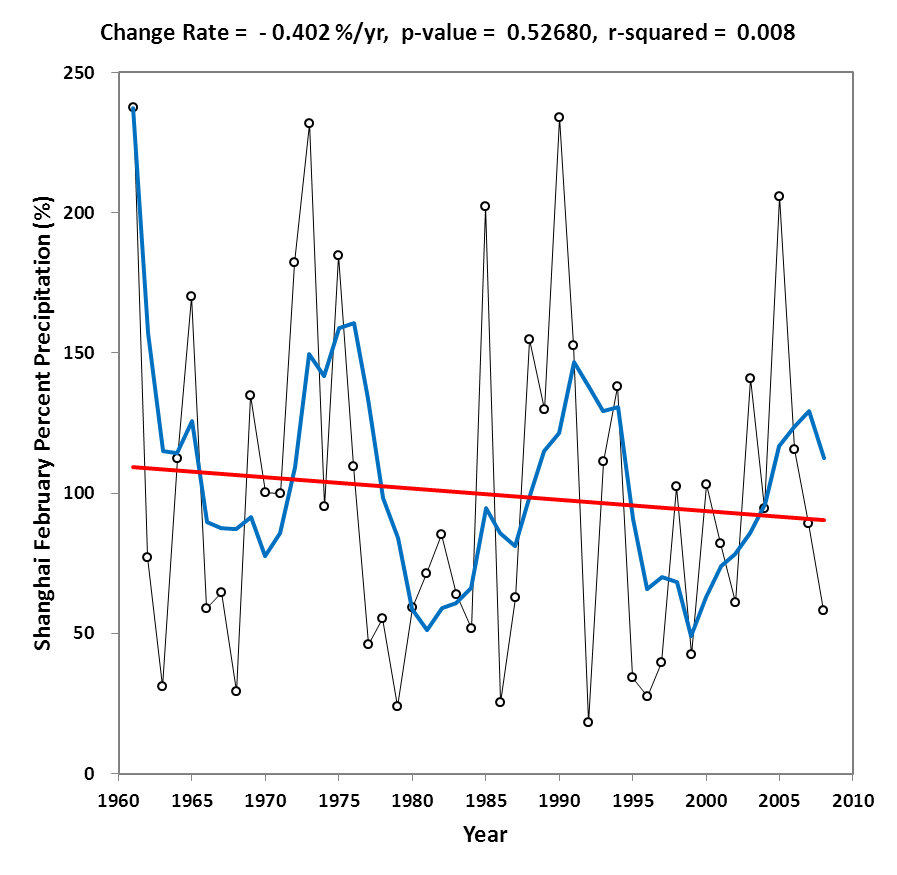 Change Rate = - 0.402 %/yr, p-value = 0.52680, r-squared = 0.008
250
200
150
100
50
0
Shanghai February Percent Precipitation (%)
1960 1965 1970 1975 1980 1985 1990 1995 2000 2005 2010
Year